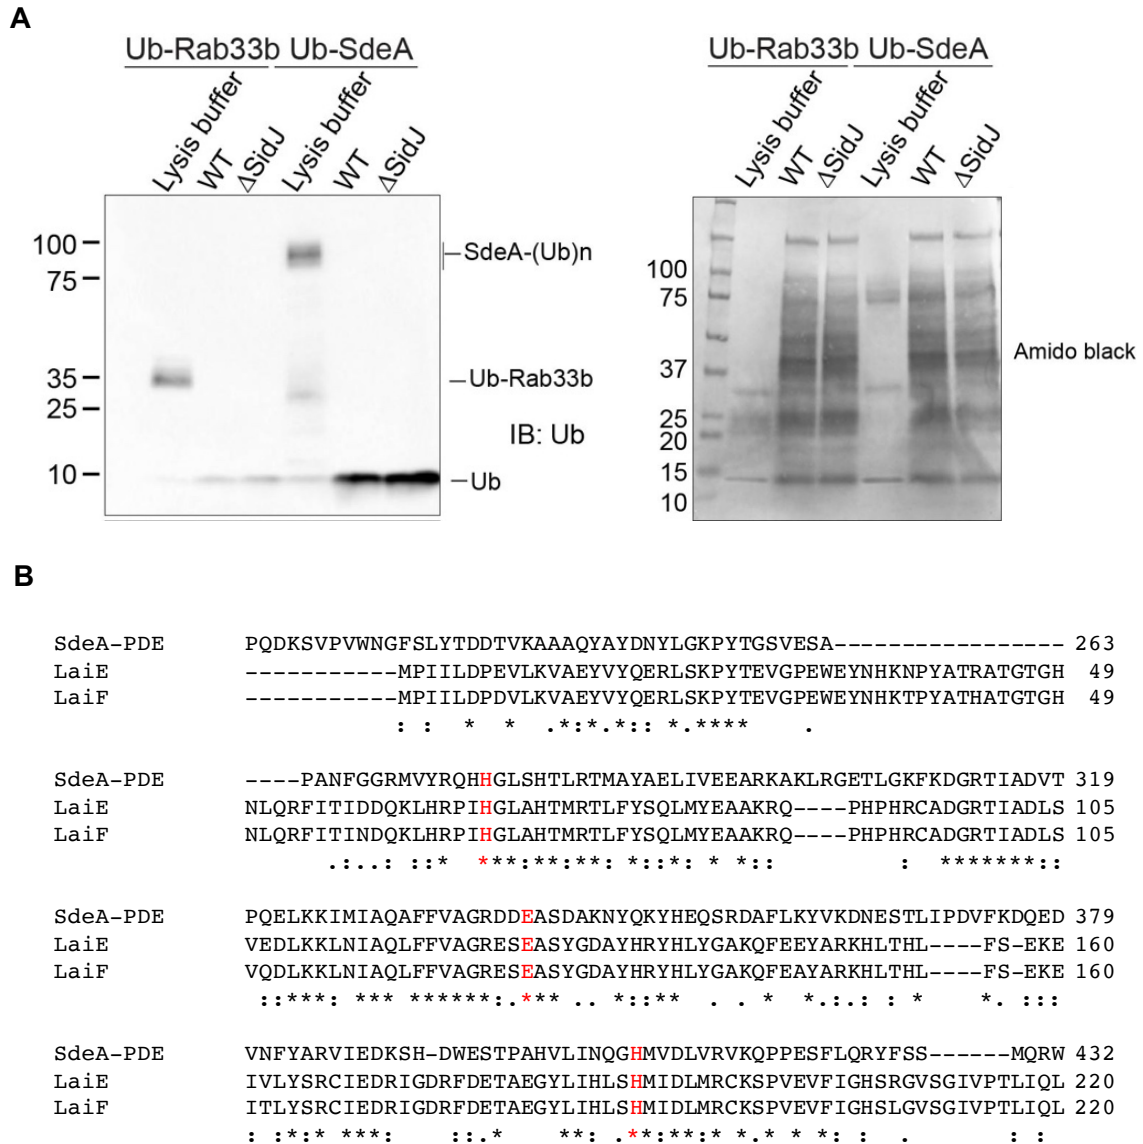 A
Ub-Rab33b Ub-SdeA
Lysis buffer WT ΔSidJ Lysis buffer WT ΔSidJ
100
75
35
25
10
SdeA-(Ub)n
Ub-Rab33b
IB: Ub
Ub
Ub-Rab33b Ub-SdeA
Lysis buffer WT ΔSidJ Lysis buffer WT ΔSidJ
100
75
37
25
20
15
10
Amido black
B
SdeA-PDE PQDKSVPVWNGFSLYTDDTVKAAAQYAYDNYLGKPYTGSVESA----------------- 263
LaiE -----------MPIILDPEVLKVAEYVYQERLSKPYTEVGPEWEYNHKNPYATRATGTGH 49
LaiF -----------MPDILDPDVLKVAEYVYQERLSKPYTEVGPEWEYNHKTPYATHATGTGH 49
: : * * .*:*.*:: *.**** .
SdeA-PDE ----PANFGGRMVYRQHHGLSHTLRTMAYAELIVEEARKAKLRGETLGKFKDGRTIADVT 319
LaiE NLQRFITIDDQKLHRPIHGLAHTMRTLFYSQLMYEAAKRQ----PHPHRCADGRTIADLS 105
LaiF NLQRFITINDQKLHRPIHGLAHTMRTLFYSQLMYEAAKRQ----PHPHRCADGRTIADLS 105
.:..: ::* ***:**:**: *::*: * *:: : *******::
SdeA-PDE PQELKKIMIAQAFFVAGRDDEASDAKNYQKYHEQSRDAFLKYVKDNESTLIPDVFKDQED 379
LaiE VEDLKKLNIAQLFFVAGRESEASYGDAYHRYHLYGAKQFEEYARKHLTHL----FS-EKE 160
LaiF VQDLKKLNIAQLFFVAGRESEASYGDAYHRYHLYGAKQFEAYARKHLTHL----FS-EKE 160
::***: *** ******:.*** .. *::** . . * *.:.: : * *. :::
SdeA-PDE VNFYARVIEDKSH-DWESTPAHVLINQGHMVDLVRVKQPPESFLQRYFSS------MQRW 432
LaiE IVLYSRCIEDRIGDRFDETAEGYLIHLSHMIDLMRCKSPVEVFIGHSRGVSGIVPTLIQL 220
LaiF ITLYSRCIEDRIGDRFDETAEGYLIHLSHMIDLMRCKSPVEVFIGHSLGVSGIVPTLIQL 220
: :*:* ***: ::.* **: .**:**:* *.* * *: : . : :